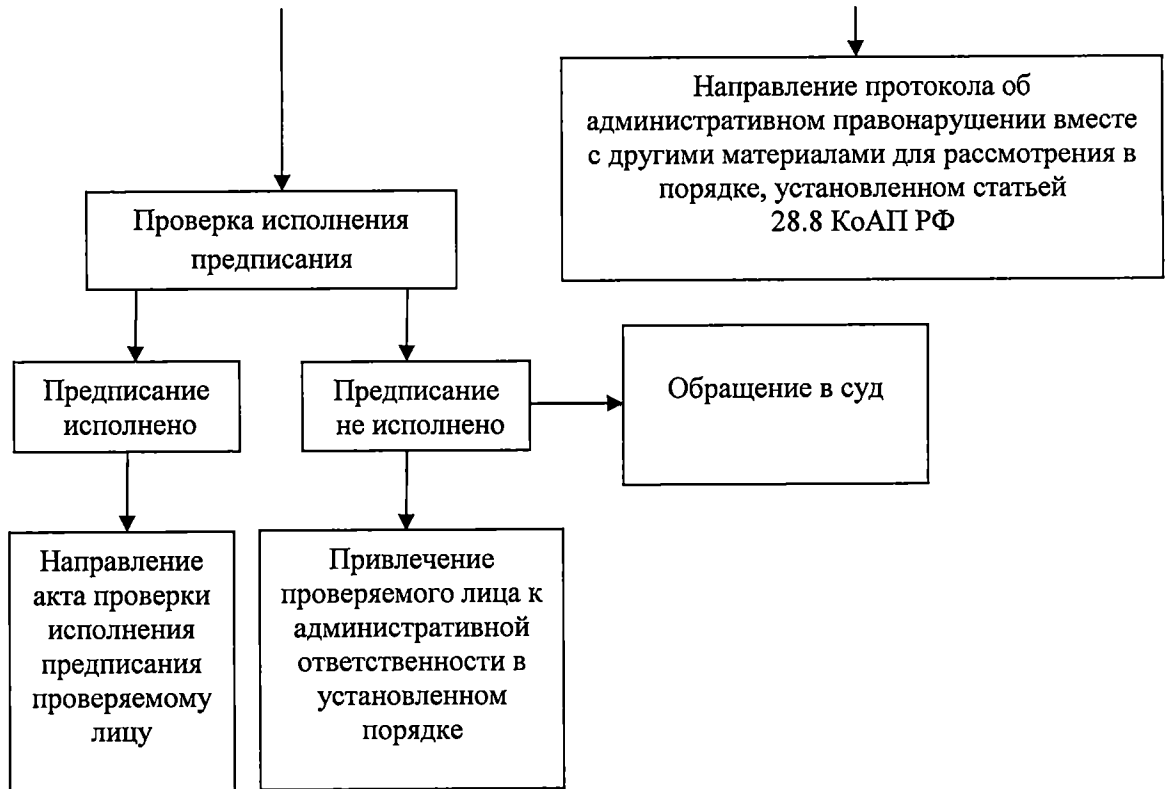 Направление протокола об
административном правонарушении вместе
с другими материалами для рассмотрения в
порядке, установленном статьей
28.8 КоАП РФ
Проверка исполнения
предписания
Предписание
исполнено
Предписание
не исполнено
Обращение в суд
Направление
акта проверки
исполнения
предписания
проверяемому
лицу
Привлечение
проверяемого лица к
административной
ответственности в
установленном
порядке